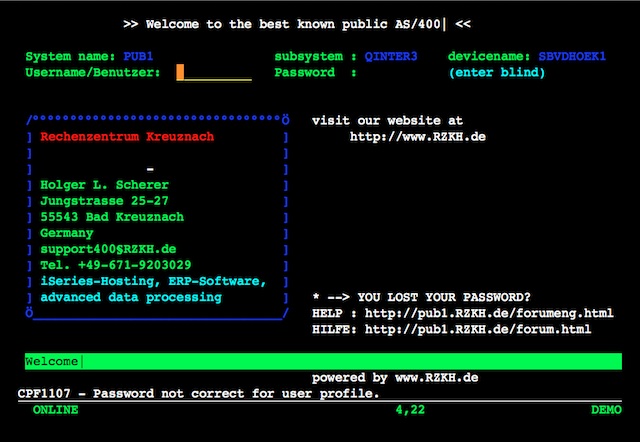 >> Welcome to the best known public AS/400| <<
System name: PUB1 subsystem : QINTER3 devicename: SBVDHOEK1
Username/Benutzer: Password : (enter blind)
visit our website at
http://www.RZKH.de
Rechenzentrum Kreuznach
Holger L. Scherer
Jungstrasse 25-27
55543 Bad Kreuznach
Germany
support400§RZKH.de
Tel. +49-671-9203029
iSeries-Hosting, ERP-Software,
advanced data processing
* --> YOU LOST YOUR PASSWORD?
HELP : http://pub1.RZKH.de/forumeng.html
HILFE: http://pub1.RZKH.de/forum.html
Welcome
powered by www.RZKH.de
CPF1107 - Password not correct for user profile.
ONLINE 4,22 DEMO